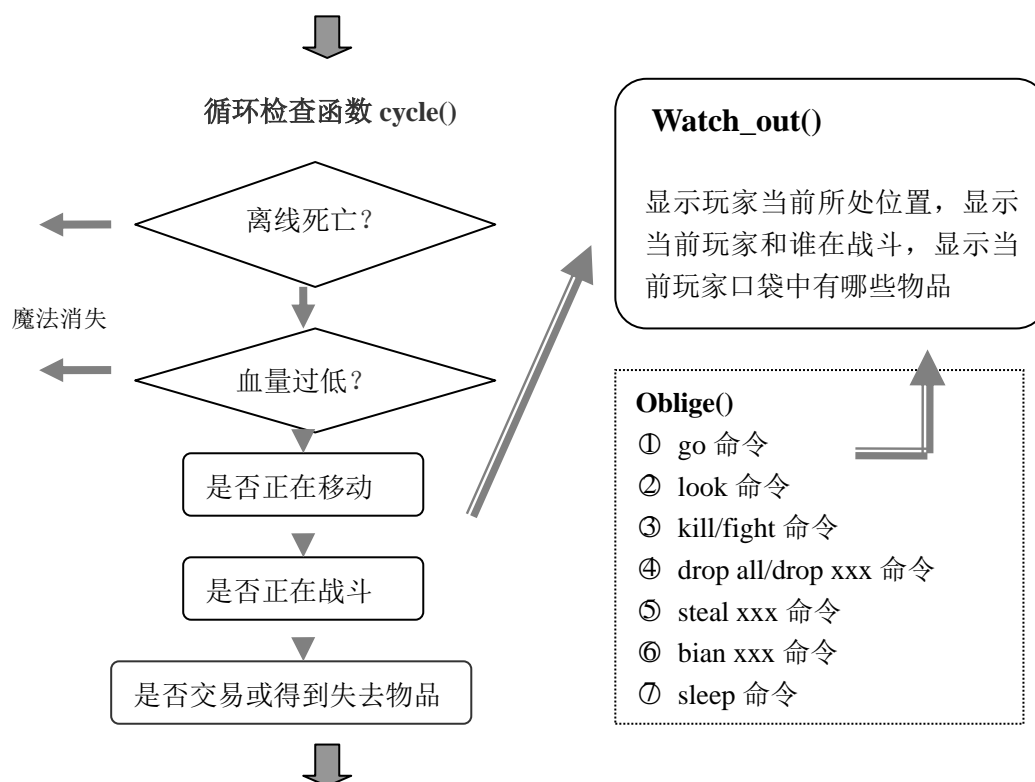 循环检查函数 cycle()
离线死亡？
魔法消失
血量过低？
是否正在移动
是否正在战斗
是否交易或得到失去物品
Watch_out()
显示玩家当前所处位置，显示
当前玩家和谁在战斗，显示当
前玩家口袋中有哪些物品
Oblige()
① go 命令
② look 命令
③ kill/fight 命令
④ drop all/drop xxx 命令
⑤ steal xxx 命令
⑥ bian xxx 命令
⑦ sleep 命令